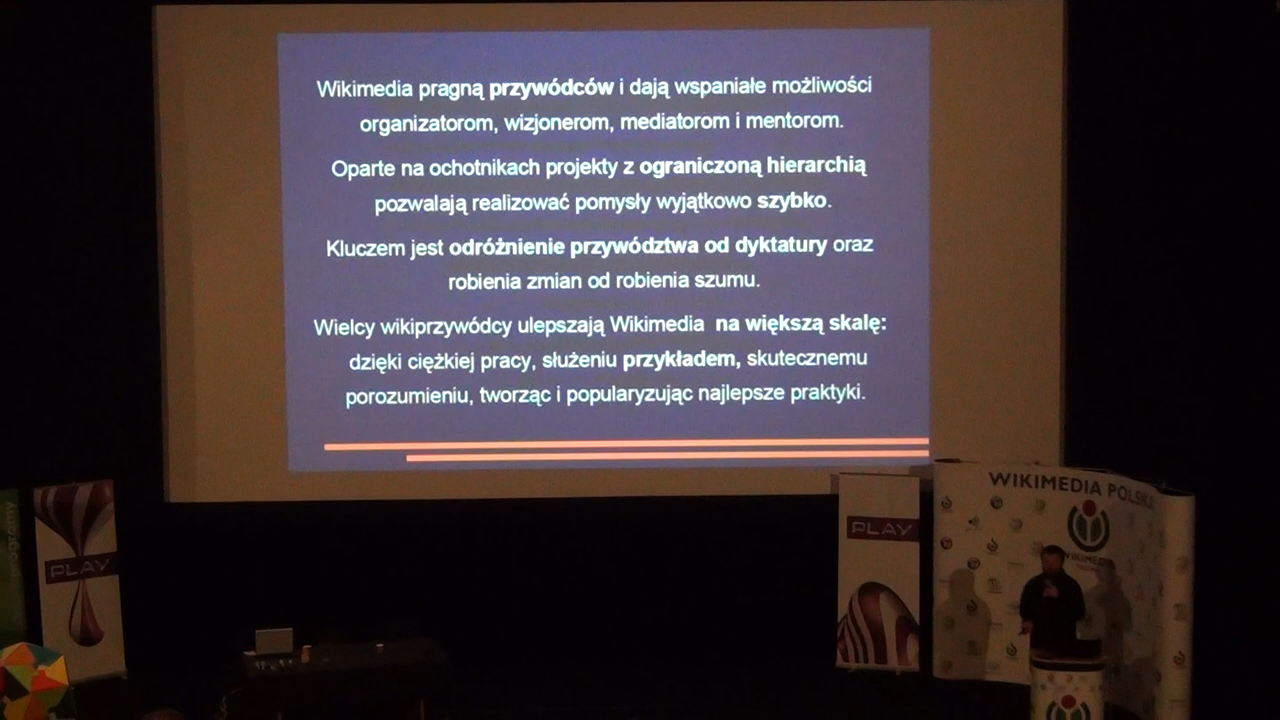 Wikimedia pragną przywódców i dają wspaniałe możliwości
organizatorom, wizjonerom, mediatorom i mentorom.
Oparte na ochotnikach projekty z ograniczoną hierarchią
pozwalają realizować pomysły wyjątkowo szybko.
Kluczem jest odróżnienie przywództwa od dyktatury oraz
robienia zmian od robienia szumu.
Wielcy wikiprzywódcy ulepszają Wikimedia na większą skalę:
dzięki ciężkiej pracy, służeniu przykładem, skutecznemu
porozumieniu, tworząc i popularyzując najlepsze praktyki.
WIKIMEDIA POLSKA
PLAY
WIKIMEDIA
PLAY
programy